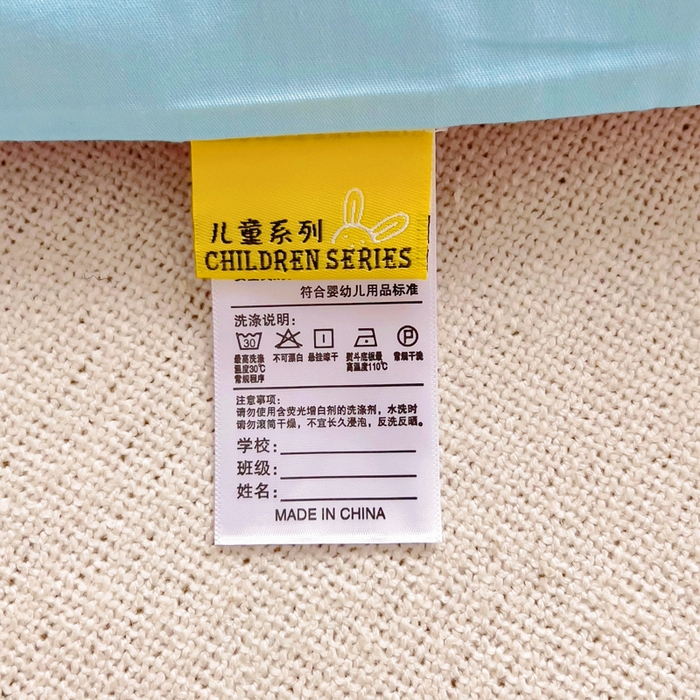 儿童系列
CHILDREN SERIES
符合婴幼儿用品标准
洗涤说明:
30
P
最高洗涤温度30℃常规程序
不可漂白
悬挂晾干
熨斗底板最高温度110℃
常规干洗
注意事项:
请勿使用含荧光增白剂的洗涤剂，水洗时
请勿滚筒干燥，不宜长久浸泡，反洗反晒。
学校:
班级:
姓名:
MADE IN CHINA